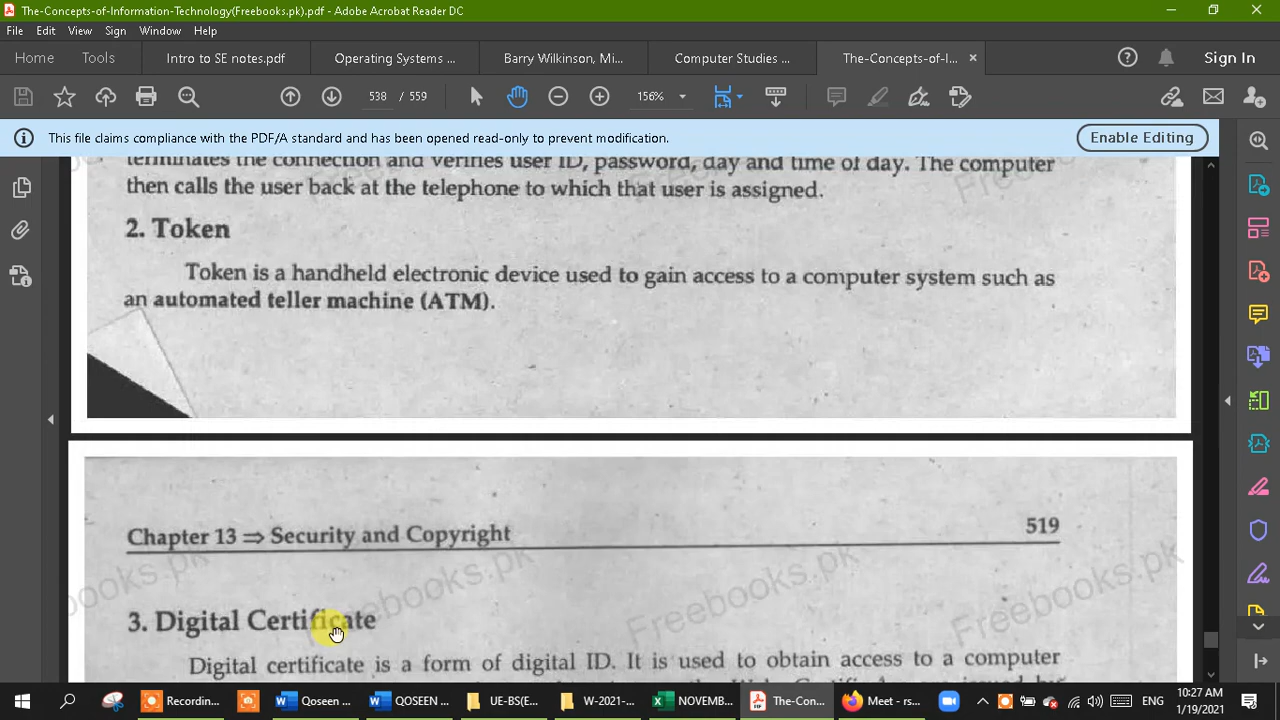 The-Concepts-of-Information-Technology(Freebooks.pk).pdf - Adobe Acrobat Reader DC
File Edit View Sign Window Help
Home Tools Intro to SE notes.pdf Operating Systems ... Barry Wilkinson, Mi... Computer Studies ... The-Concepts-of-I... Sign In
538 / 559 156%
This file claims compliance with the PDF/A standard and has been opened read-only to prevent modification. Enable Editing
terminates the connection and verifies user ID, password, day and time of day. The computer
then calls the user back at the telephone to which that user is assigned.
2. Token
Token is a handheld electronic device used to gain access to a computer system such as
an automated teller machine (ATM).
Chapter 13 ⇒ Security and Copyright 519
Freebooks.pk Freebooks.pk Freebooks.pk
3. Digital Certificate
Digital certificate is a form of digital ID. It is used to obtain access to a computer
Recordin... Qoseen ... QOSEEN ... UE-BS(E... W-2021-... NOVEMB... The-Con... Meet - rs... ENG 10:27 AM
1/19/2021